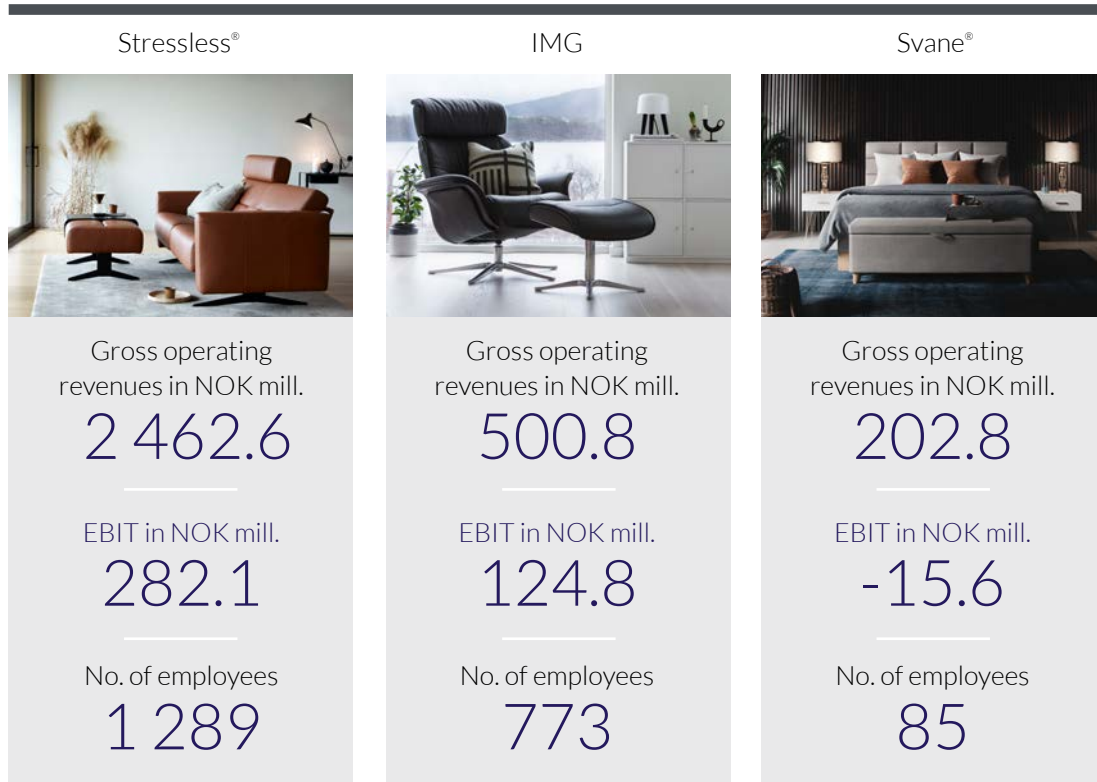 Stressless®
Gross operating
revenues in NOK mill.
2 462.6
EBIT in NOK mill.
282.1
No. of employees
1 289
IMG
Gross operating
revenues in NOK mill.
500.8
EBIT in NOK mill.
124.8
No. of employees
773
Svane®
Gross operating
revenues in NOK mill.
202.8
EBIT in NOK mill.
-15.6
No. of employees
85